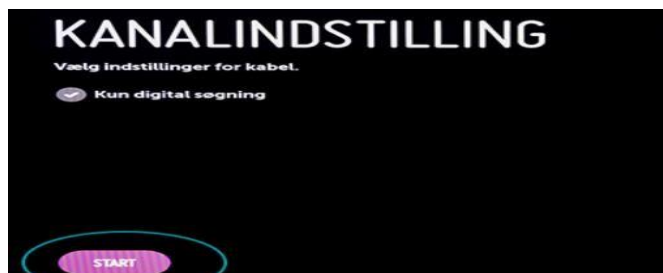 KANALINDSTILLING
Vælg indstillinger for kabel.
Kun digital søgning
START